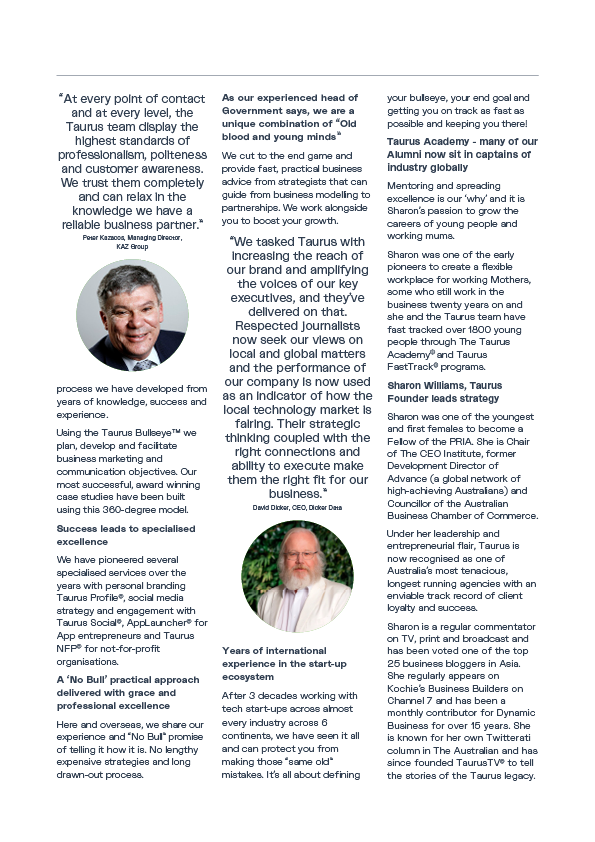 “At every point of contact
and at every level, the
Taurus team display the
highest standards of
professionalism, politeness
and customer awareness.
We trust them completely
and can relax in the
knowledge we have a
reliable business partner.”
Peter Kazacos, Managing Director,
KAZ Group
process we have developed from
years of knowledge, success and
experience.
Using the Taurus Bullseye™ we
plan, develop and facilitate
business marketing and
communication objectives. Our
most successful, award winning
case studies have been built
using this 360-degree model.
Success leads to specialised
excellence
We have pioneered several
specialised services over the
years with personal branding
Taurus Profile®, social media
strategy and engagement with
Taurus Social®, AppLauncher® for
App entrepreneurs and Taurus
NFP® for not-for-profit
organisations.
A ‘No Bull’ practical approach
delivered with grace and
professional excellence
Here and overseas, we share our
experience and “No Bull” promise
of telling it how it is. No lengthy
expensive strategies and long
drawn-out process.
As our experienced head of
Government says, we are a
unique combination of “Old
blood and young minds”
We cut to the end game and
provide fast, practical business
advice from strategists that can
guide from business modelling to
partnerships. We work alongside
you to boost your growth.
“We tasked Taurus with
increasing the reach of
our brand and amplifying
the voices of our key
executives, and they’ve
delivered on that.
Respected journalists
now seek our views on
local and global matters
and the performance of
our company is now used
as an indicator of how the
local technology market is
fairing. Their strategic
thinking coupled with the
right connections and
ability to execute make
them the right fit for our
business.”
David Dicker, CEO, Dicker Data
Years of international
experience in the start-up
ecosystem
After 3 decades working with
tech start-ups across almost
every industry across 6
continents, we have seen it all
and can protect you from
making those “same old”
mistakes. It’s all about defining
your bullseye, your end goal and
getting you on track as fast as
possible and keeping you there!
Taurus Academy - many of our
Alumni now sit in captains of
industry globally
Mentoring and spreading
excellence is our ‘why’ and it is
Sharon’s passion to grow the
careers of young people and
working mums.
Sharon was one of the early
pioneers to create a flexible
workplace for working Mothers,
some who still work in the
business twenty years on and
she and the Taurus team have
fast tracked over 1800 young
people through The Taurus
Academy® and Taurus
FastTrack® programs.
Sharon Williams, Taurus
Founder leads strategy
Sharon was one of the youngest
and first females to become a
Fellow of the PRIA. She is Chair
of The CEO Institute, former
Development Director of
Advance (a global network of
high-achieving Australians) and
Councillor of the Australian
Business Chamber of Commerce.
Under her leadership and
entrepreneurial flair, Taurus is
now recognised as one of
Australia’s most tenacious,
longest running agencies with an
enviable track record of client
loyalty and success.
Sharon is a regular commentator
on TV, print and broadcast and
has been voted one of the top
25 business bloggers in Asia.
She regularly appears on
Kochie’s Business Builders on
Channel 7 and has been a
monthly contributor for Dynamic
Business for over 15 years. She
is known for her own Twitterati
column in The Australian and has
since founded TaurusTV® to tell
the stories of the Taurus legacy.